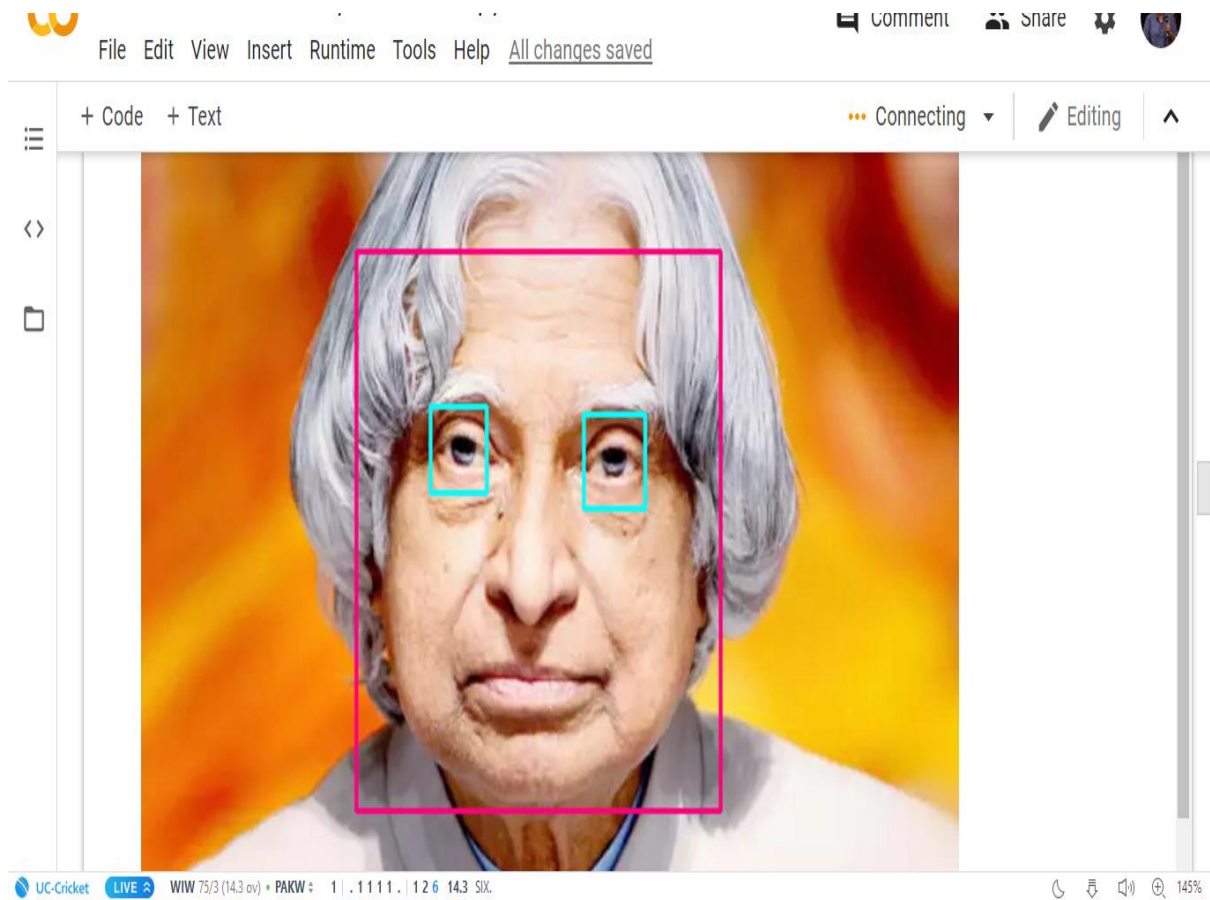 Comment Share
File Edit View Insert Runtime Tools Help All changes saved
+ Code + Text Connecting Editing
UC-Cricket LIVE WIW 75/3 (14.3 ov) • PAKW 1 | . 1 1 1 1 . | 1 2 6 14.3 SIX. 145%